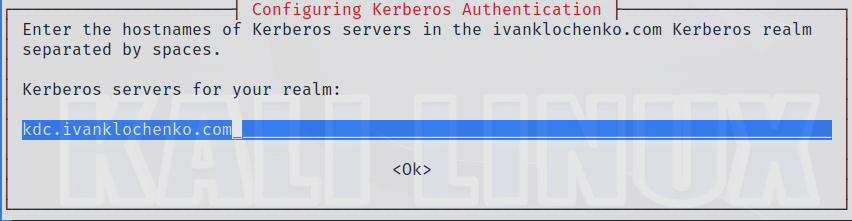 Configuring Kerberos Authentication
Enter the hostnames of Kerberos servers in the ivanklochenko.com Kerberos realm
separated by spaces.
Kerberos servers for your realm:
kdc.ivanklochenko.com
<Ok>
KALI LINUX